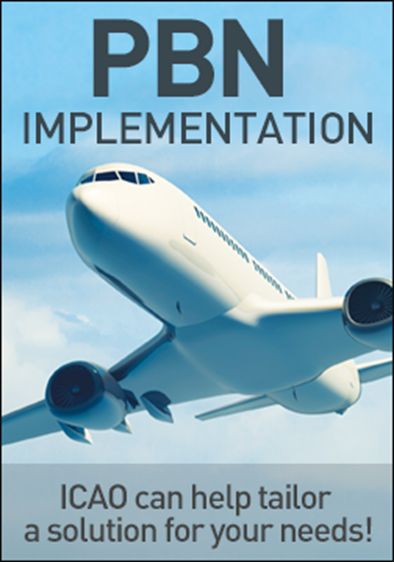 PBN
IMPLEMENTATION
ICAO can help tailor
a solution for your needs!